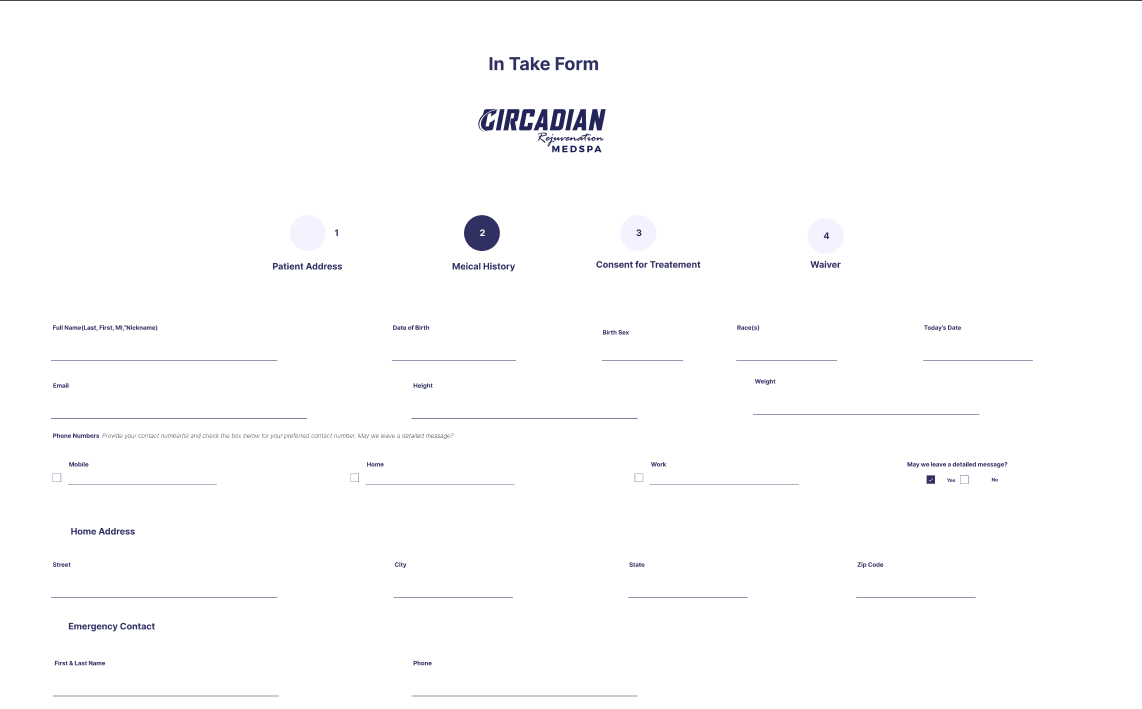 In Take Form
CIRCADIAN
Rejuvenation
MEDSPA
1
2
3
4
Patient Address
Meical History
Consent for Treatement
Waiver
Full Name(Last, First, MI,"Nickname)
Date of Birth
Birth Sex
Race(s)
Today's Date
Email
Height
Weight
Phone Numbers Provide your contact number(s) and check the box below for your preferred contact number. May we leave a detailed message?
Mobile
Home
Work
May we leave a detailed message?
Yes
No
Home Address
Street
City
State
Zip Code
Emergency Contact
First & Last Name
Phone